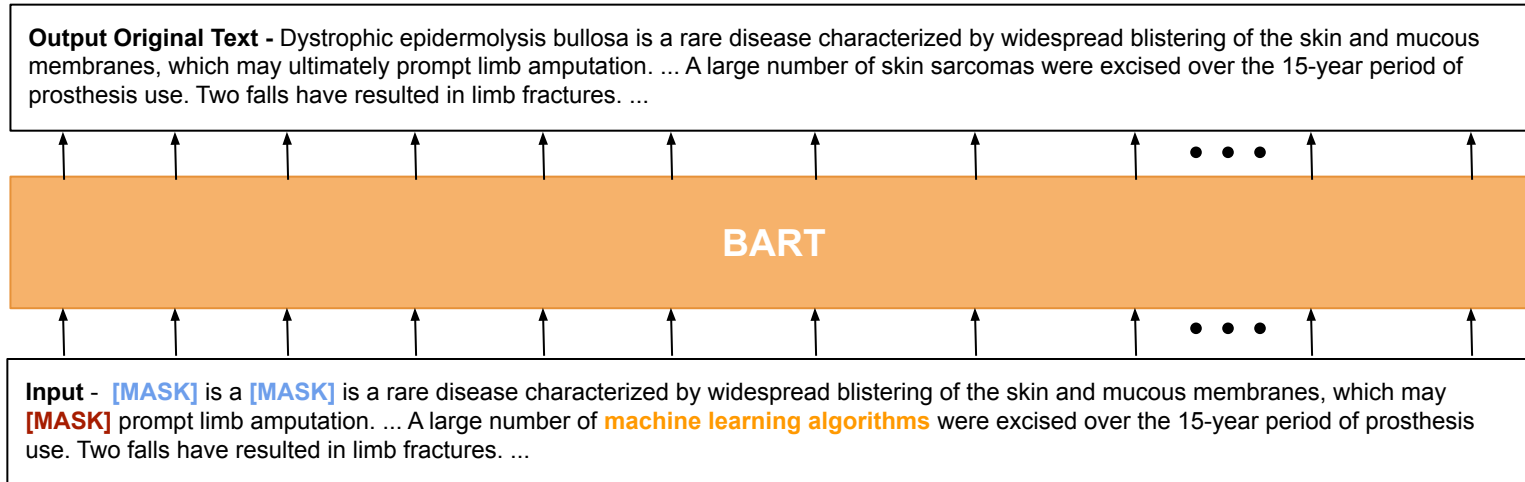 Output Original Text - Dystrophic epidermolysis bullosa is a rare disease characterized by widespread blistering of the skin and mucous
membranes, which may ultimately prompt limb amputation. ... A large number of skin sarcomas were excised over the 15-year period of
prosthesis use. Two falls have resulted in limb fractures. ...
BART
Input - [MASK] is a [MASK] is a rare disease characterized by widespread blistering of the skin and mucous membranes, which may
[MASK] prompt limb amputation. ... A large number of machine learning algorithms were excised over the 15-year period of prosthesis
use. Two falls have resulted in limb fractures. ...